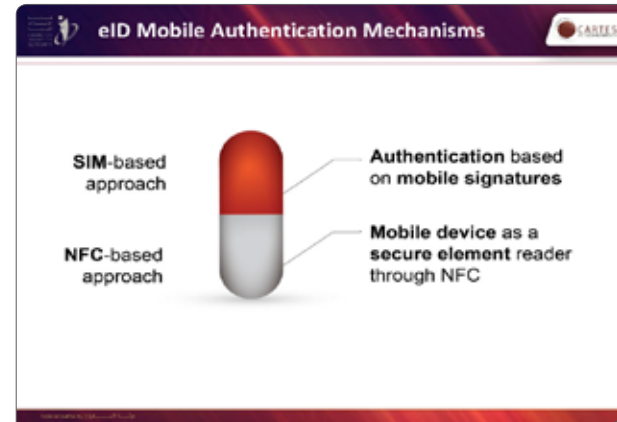 eID Mobile Authentication Mechanisms
CARTES
SIM-based
approach
Authentication based
on mobile signatures
NFC-based
approach
Mobile device as a
secure element reader
through NFC